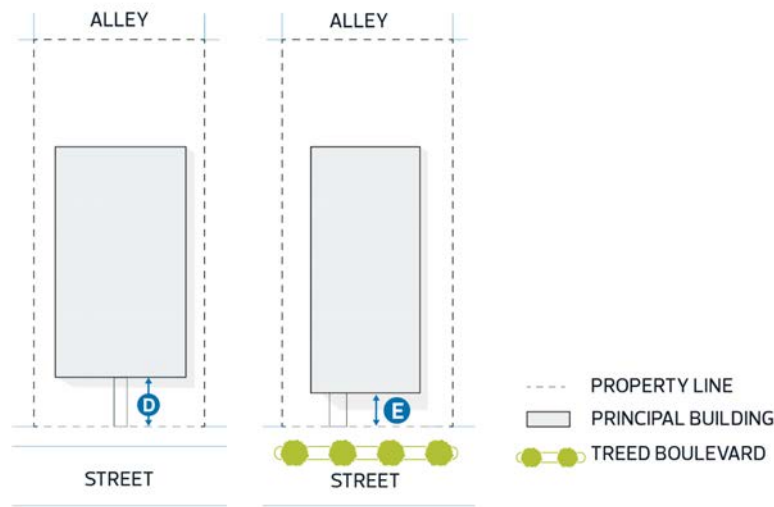 ALLEY
ALLEY
D
E
PROPERTY LINE
PRINCIPAL BUILDING
TREED BOULEVARD
STREET
STREET